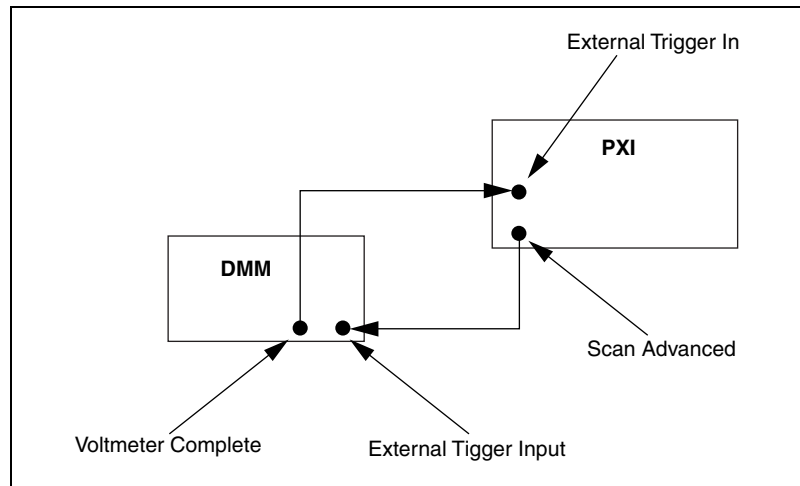 External Trigger In
PXI
DMM
Scan Advanced
Voltmeter Complete
External Tigger Input